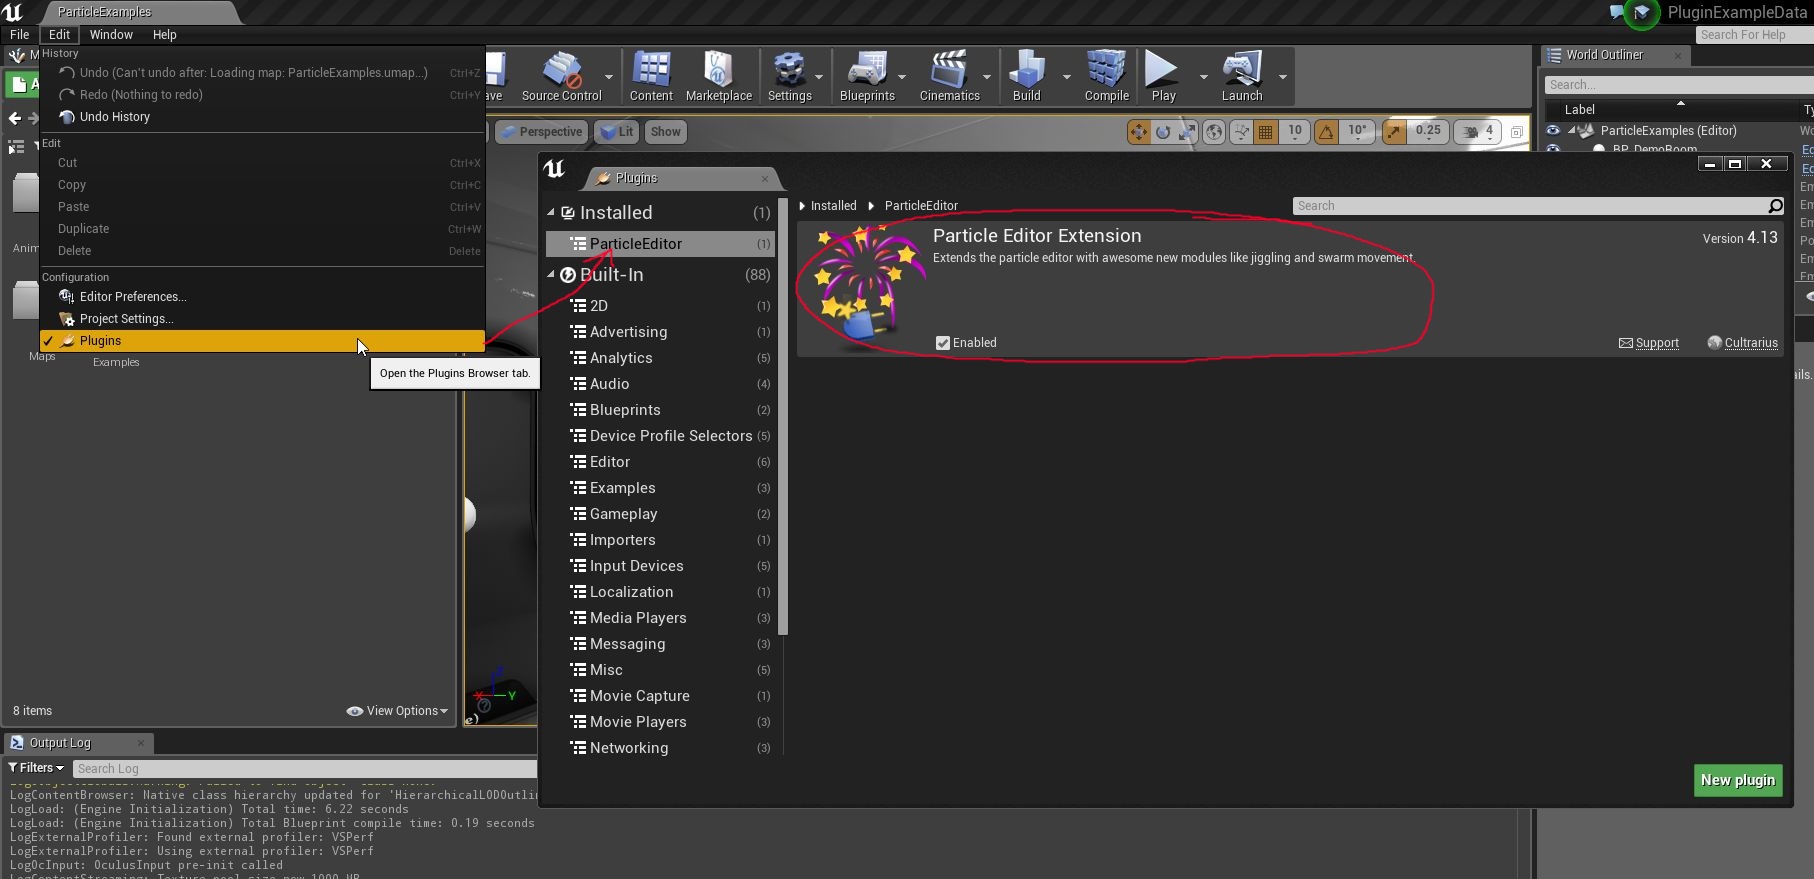 ParticleExamples
PluginExampleData
File Edit Window Help
Search For Help
History
Undo (Can't undo after: Loading map: ParticleExamples.umap...) Ctrl+Z
Redo (Nothing to redo) Ctrl+Y
Undo History
Edit
Cut Ctrl+X
Copy Ctrl+C
Paste Ctrl+V
Duplicate Ctrl+W
Delete Delete
Configuration
Editor Preferences...
Project Settings...
✓ Plugins
Open the Plugins Browser tab.
Maps
Examples
8 items
View Options
Source Control
Content
Marketplace
Settings
Blueprints
Cinematics
Build
Compile
Play
Launch
Perspective
Lit
Show
10
10°
0.25
4
World Outliner
Search...
Label
ParticleExamples (Editor)
BP_DemoRoom
Plugins
Installed (1)
ParticleEditor (1)
Built-In (88)
2D (1)
Advertising (1)
Analytics (5)
Audio (4)
Blueprints (2)
Device Profile Selectors (5)
Editor (6)
Examples (3)
Gameplay (2)
Importers (1)
Input Devices (5)
Localization (1)
Media Players (3)
Messaging (3)
Misc (5)
Movie Capture (1)
Movie Players (3)
Networking (3)
Installed ParticleEditor
Search
Particle Editor Extension
Version 4.13
Extends the particle editor with awesome new modules like jiggling and swarm movement.
Enabled
Support
Cultrarius
New plugin
X Y
Output Log
Filters
Search Log
LogContentBrowser: Native class hierarchy updated for 'HierarchicalLODOutli
LogLoad: (Engine Initialization) Total time: 6.22 seconds
LogLoad: (Engine Initialization) Total Blueprint compile time: 0.19 seconds
LogExternalProfiler: Found external profiler: VSPerf
LogExternalProfiler: Using external profiler: VSPerf
LogOcInput: OculusInput pre-init called